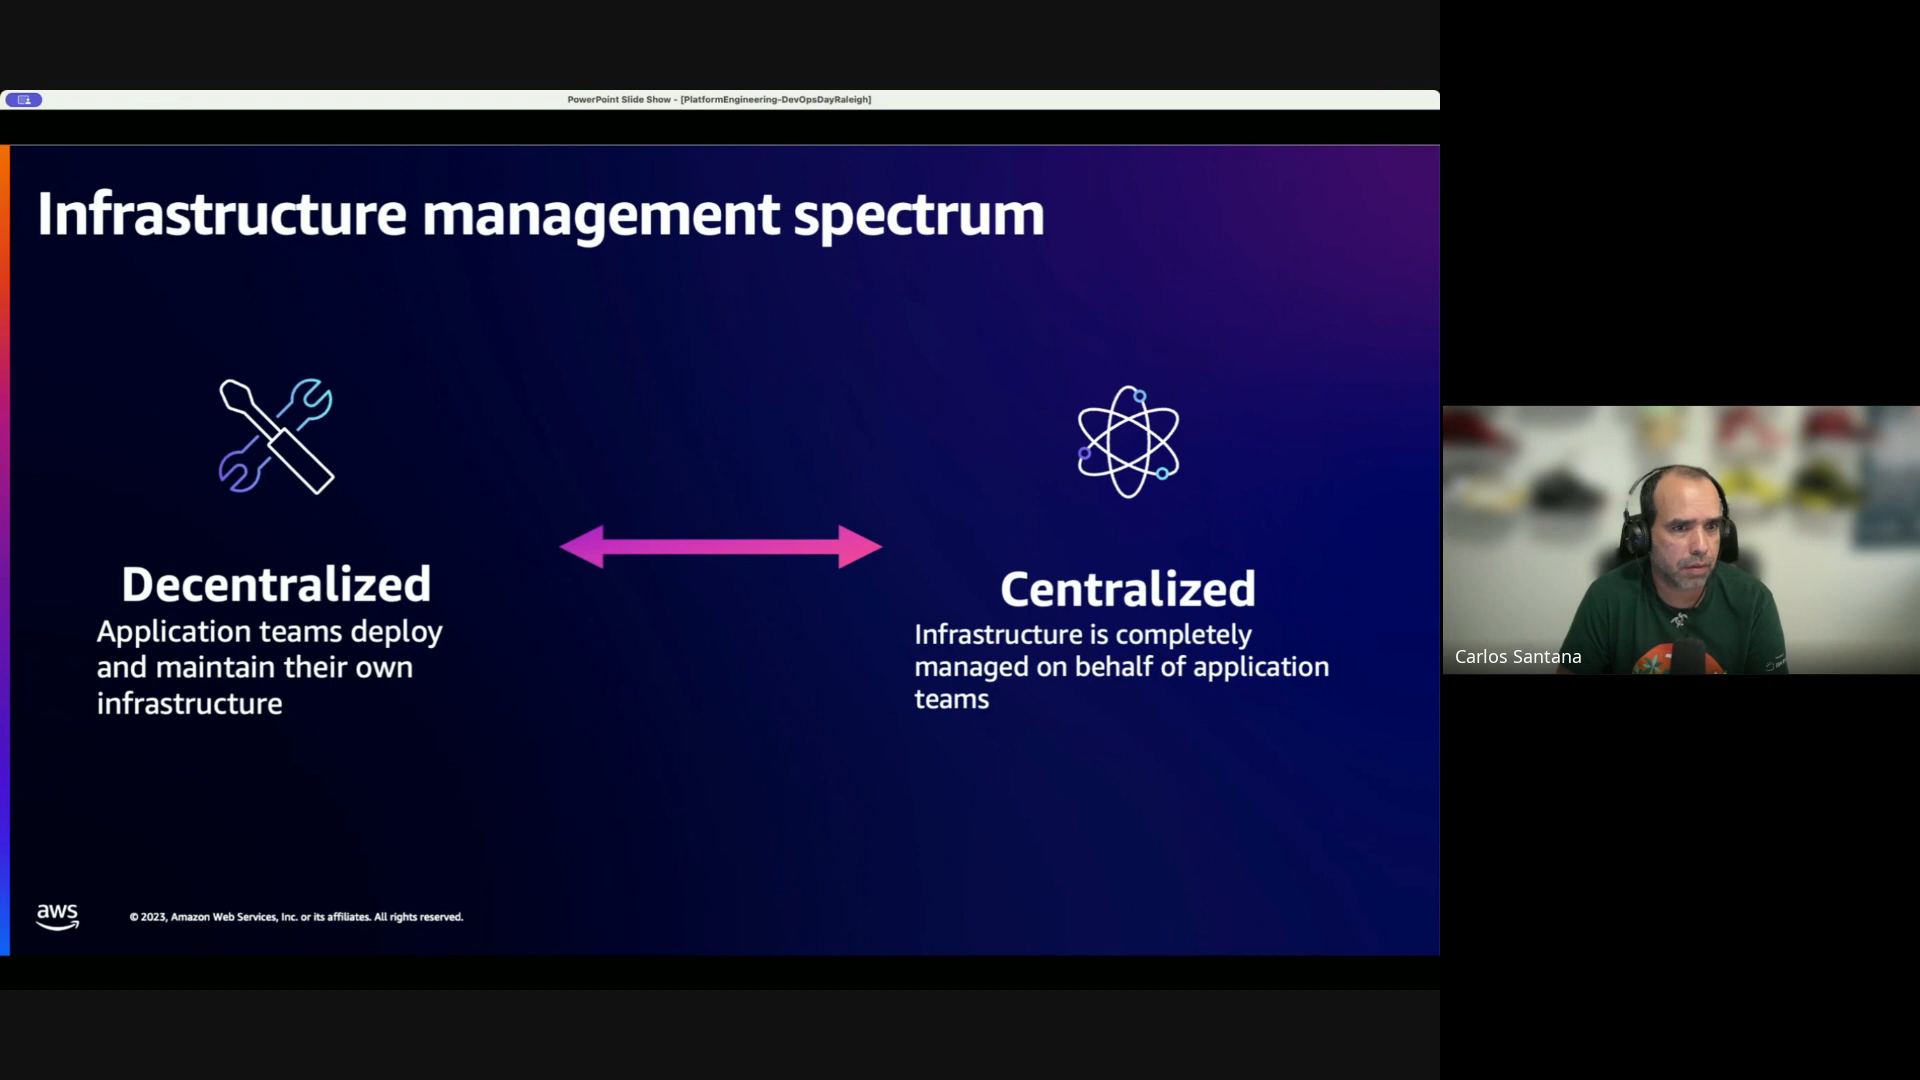 PowerPoint Slide Show - [PlatformEngineering-DevOpsDayRaleigh]
Infrastructure management spectrum
Decentralized
Application teams deploy
and maintain their own
infrastructure
Centralized
Infrastructure is completely
managed on behalf of application
teams
aws
© 2023, Amazon Web Services, Inc. or its affiliates. All rights reserved.
Carlos Santana